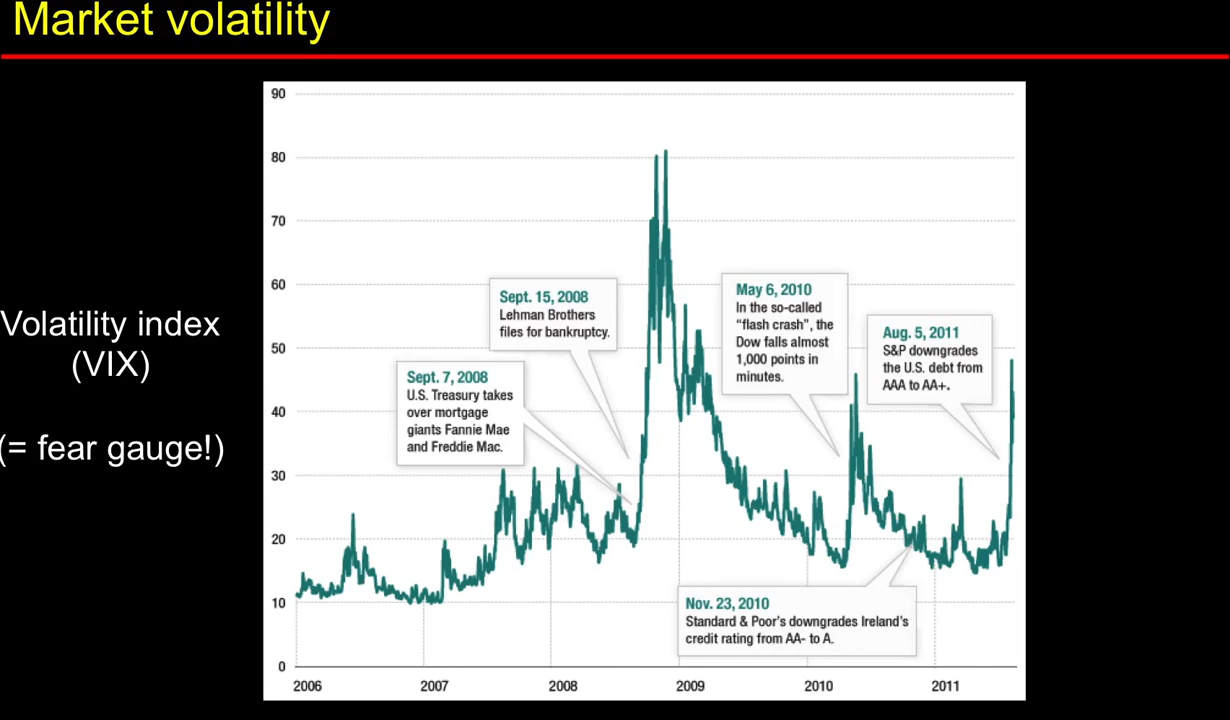 Market volatility
Volatility index
(VIX)
(= fear gauge!)
90
80
70
60
50
40
30
20
10
0
Sept. 7, 2008
U.S. Treasury takes
over mortgage
giants Fannie Mae
and Freddie Mac.
Sept. 15, 2008
Lehman Brothers
files for bankruptcy.
May 6, 2010
In the so-called
“flash crash”, the
Dow falls almost
1,000 points in
minutes.
Aug. 5, 2011
S&P downgrades
the U.S. debt from
AAA to AA+.
Nov. 23, 2010
Standard & Poor’s downgrades Ireland’s
credit rating from AA- to A.
2006 2007 2008 2009 2010 2011